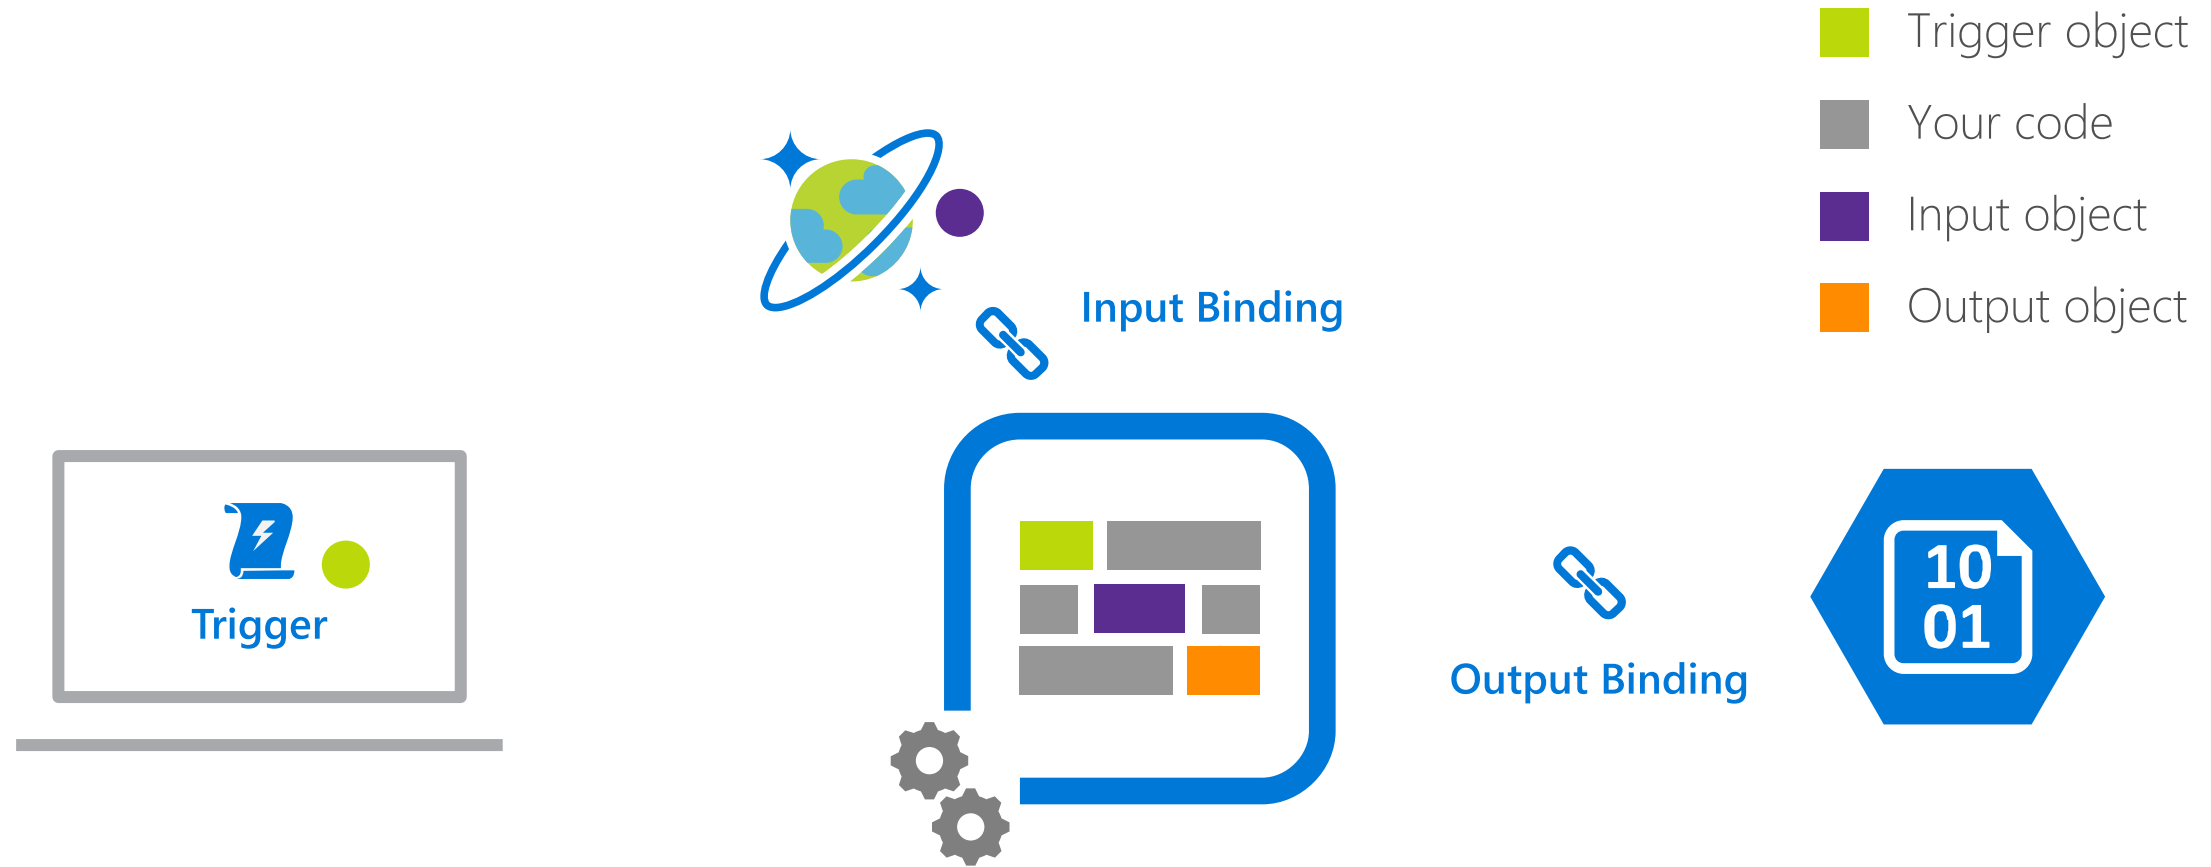 Trigger object
Your code
Input object
Output object
Input Binding
Trigger
Output Binding
10
01